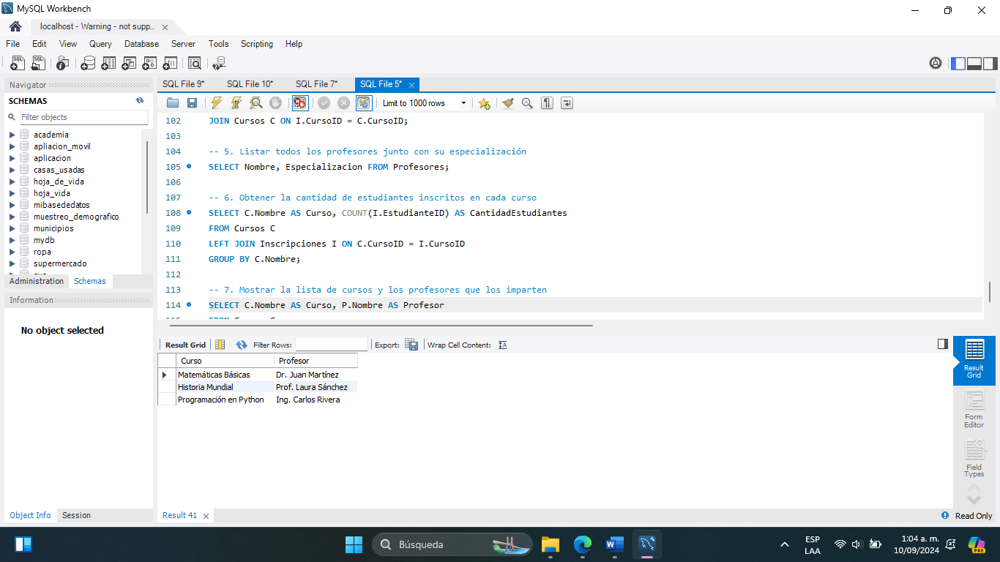 MySQL Workbench
localhost - Warning - not supp...
File Edit View Query Database Server Tools Scripting Help
Navigator
SCHEMAS
Filter objects
academia
apliacion_movil
aplicacion
casas_usadas
hoja_de_vida
hoja_vida
mibasededatos
muestreo_demografico
municipios
mydb
ropa
supermercado
Administration Schemas
Information
No object selected
Object Info Session
SQL File 9* SQL File 10* SQL File 7* SQL File 5*
Limit to 1000 rows
102 JOIN Cursos C ON I.CursoID = C.CursoID;
103
104 -- 5. Listar todos los profesores junto con su especialización
105 SELECT Nombre, Especializacion FROM Profesores;
106
107 -- 6. Obtener la cantidad de estudiantes inscritos en cada curso
108 SELECT C.Nombre AS Curso, COUNT(I.EstudianteID) AS CantidadEstudiantes
109 FROM Cursos C
110 LEFT JOIN Inscripciones I ON C.CursoID = I.CursoID
111 GROUP BY C.Nombre;
112
113 -- 7. Mostrar la lista de cursos y los profesores que los imparten
114 SELECT C.Nombre AS Curso, P.Nombre AS Profesor
Result Grid Filter Rows: Export: Wrap Cell Content:
Curso Profesor
Matemáticas Básicas Dr. Juan Martínez
Historia Mundial Prof. Laura Sánchez
Programación en Python Ing. Carlos Rivera
Result
Grid
Form
Editor
Field
Types
Result 41
Read Only
Búsqueda
ESP
LAA
1:04 a. m.
10/09/2024
PRE